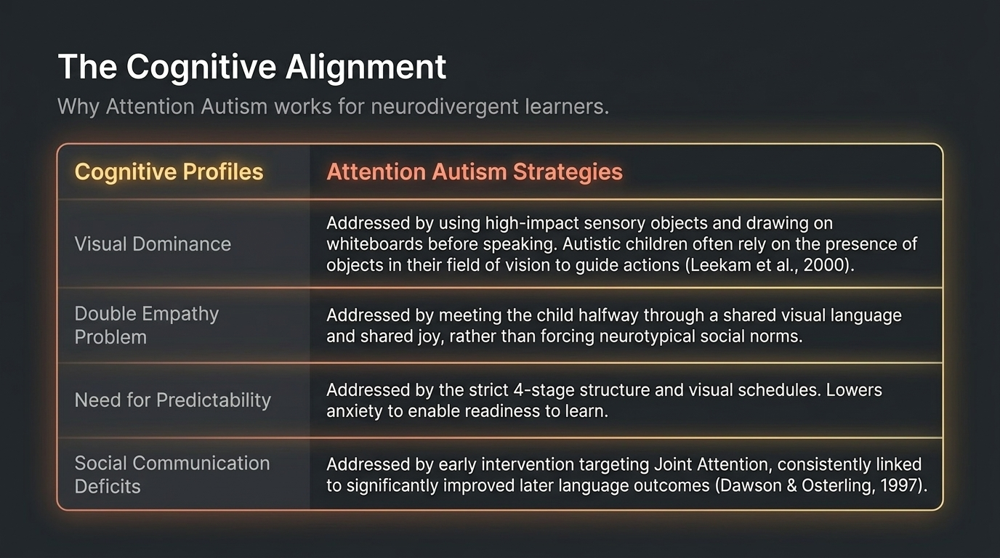 The Cognitive Alignment
Why Attention Autism works for neurodivergent learners.
Cognitive Profiles
Attention Autism Strategies
Visual Dominance
Addressed by using high-impact sensory objects and drawing on
whiteboards before speaking. Autistic children often rely on the presence of
objects in their field of vision to guide actions (Leekam et al., 2000).
Double Empathy
Problem
Addressed by meeting the child halfway through a shared visual language
and shared joy, rather than forcing neurotypical social norms.
Need for Predictability
Addressed by the strict 4-stage structure and visual schedules. Lowers
anxiety to enable readiness to learn.
Social Communication
Deficits
Addressed by early intervention targeting Joint Attention, consistently linked
to significantly improved later language outcomes (Dawson & Osterling, 1997).